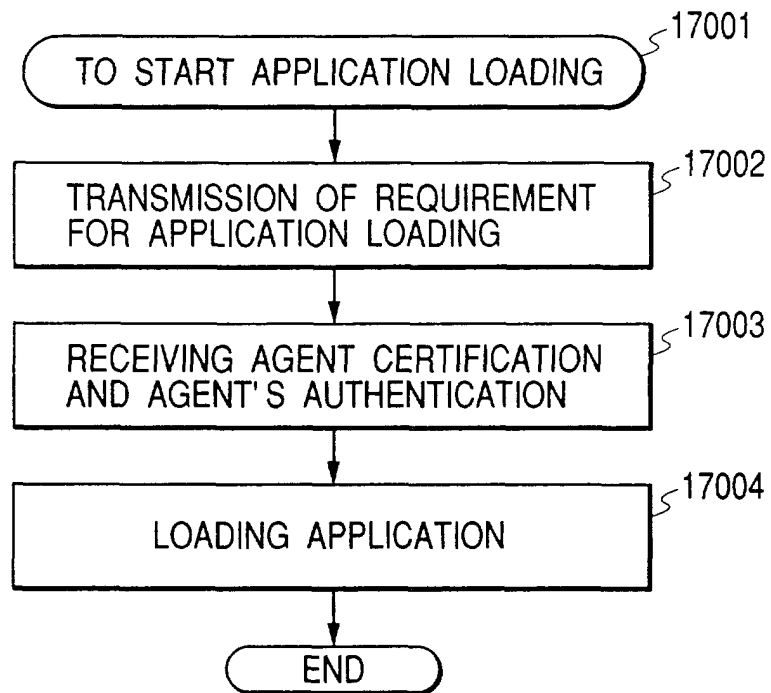 17001
TO START APPLICATION LOADING
17002
TRANSMISSION OF REQUIREMENT
FOR APPLICATION LOADING
17003
RECEIVING AGENT CERTIFICATION
AND AGENT'S AUTHENTICATION
17004
LOADING APPLICATION
END